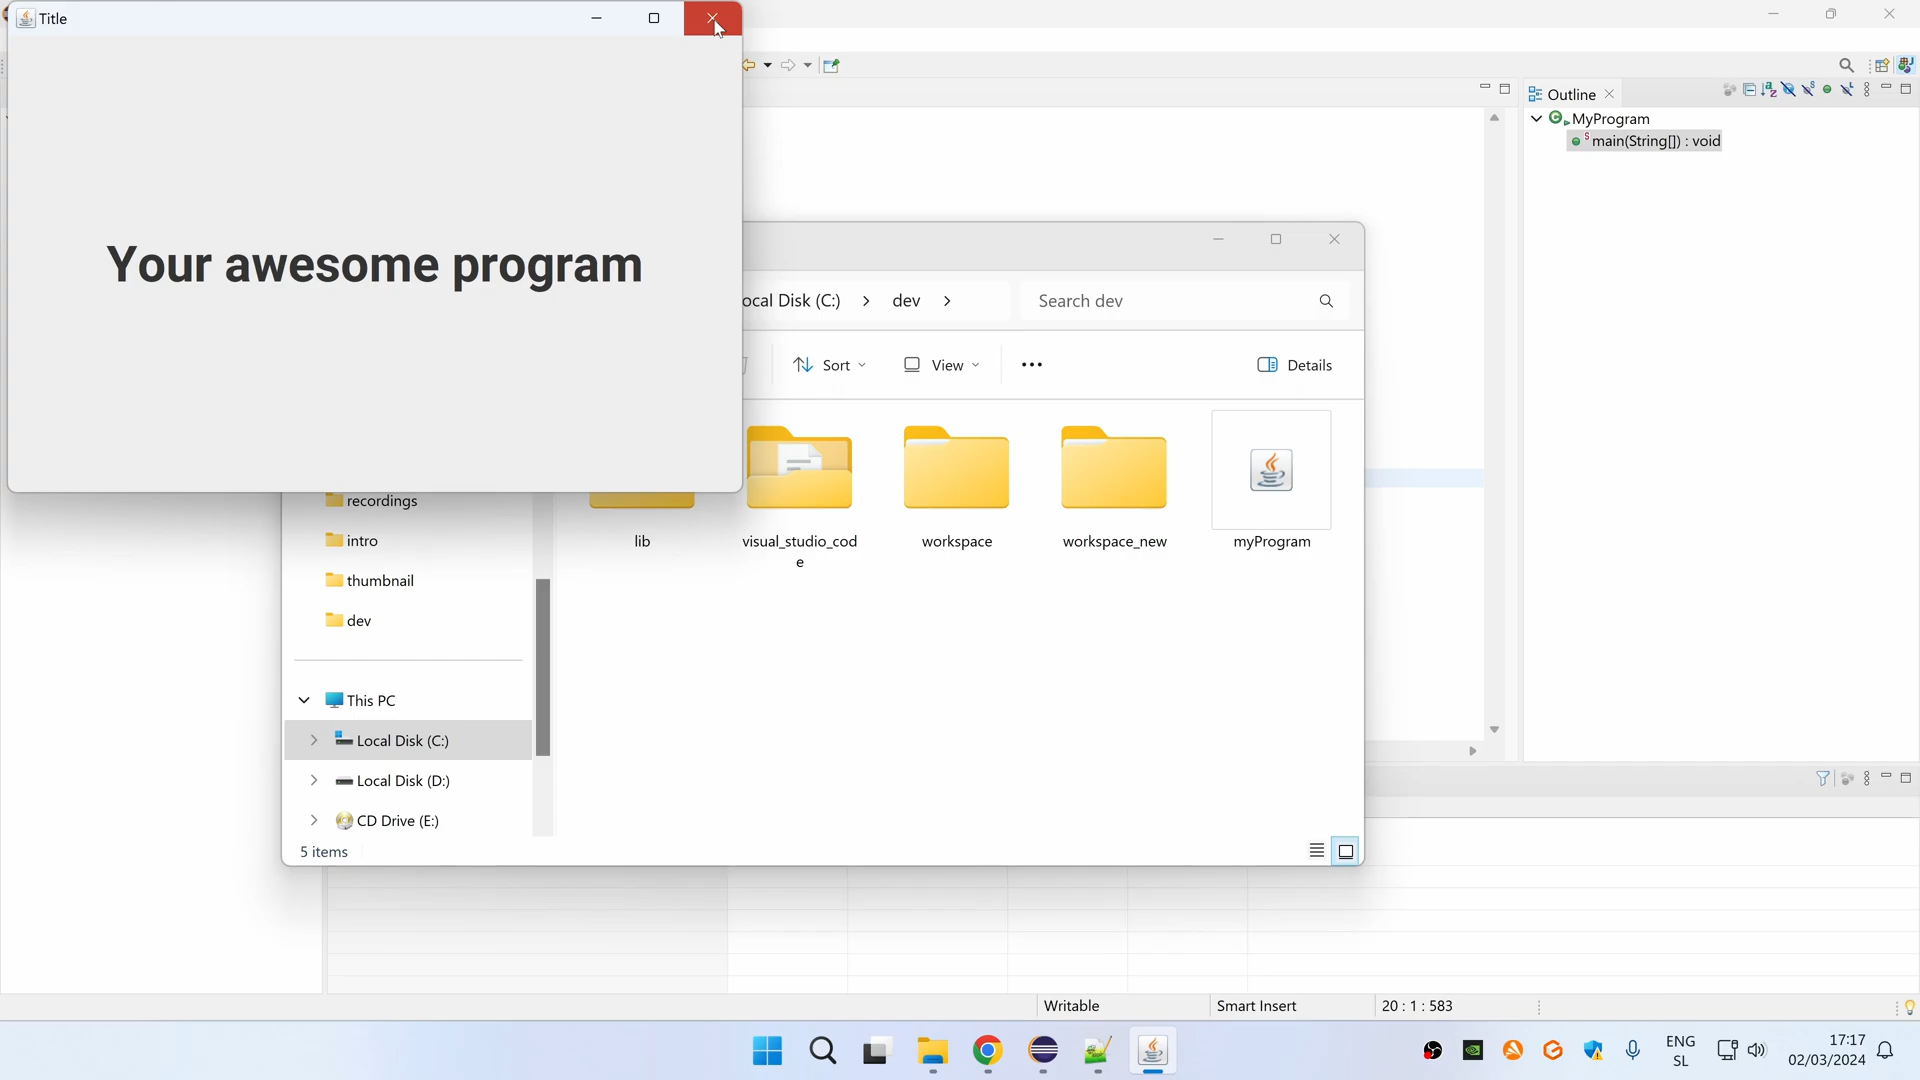 Title
Your awesome program
Outline
MyProgram
main(String[]) : void
ocal Disk (C:) > dev >
Search dev
Sort
View
Details
lib
visual_studio_cod
e
workspace
workspace_new
myProgram
recordings
intro
thumbnail
dev
This PC
Local Disk (C:)
Local Disk (D:)
CD Drive (E:)
5 items
Writable
Smart Insert
20 : 1 : 583
ENG
SL
17:17
02/03/2024